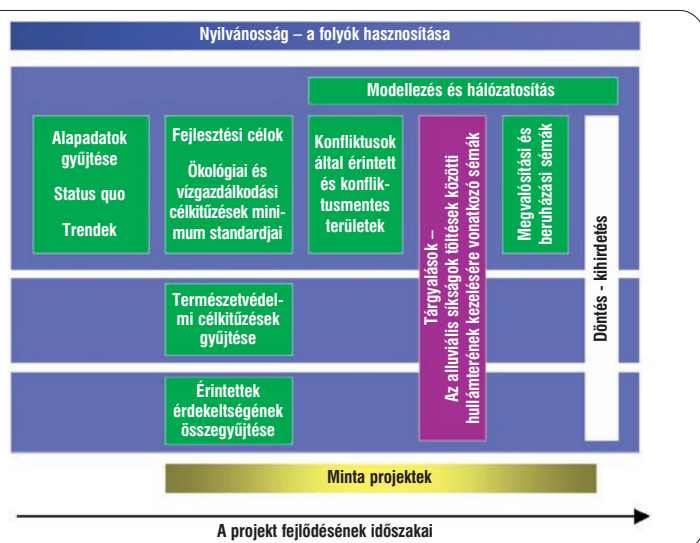 Nyilvánosság – a folyók hasznosítása
Modellezés és hálózatosítás
Alapadatok
gyűjtése
Status quo
Trendek
Fejlesztési célok
Ökológiai és
vízgazdálkodási
célkitűzések mini-
mum standardjai
Konfliktusok
által érintett
és konflik-
tusmentes
területek
Tárgyalások –
Az alluviális síkságok töltések közötti
hullámterének kezelésére vonatkozó sémák
Megvalósítási és
beruházási sémák
Döntés - kihirdetés
Természetvédel-
mi célkitűzések
gyűjtése
Érintettek
érdekeltségének
összegyűjtése
Minta projektek
A projekt fejlődésének időszakai